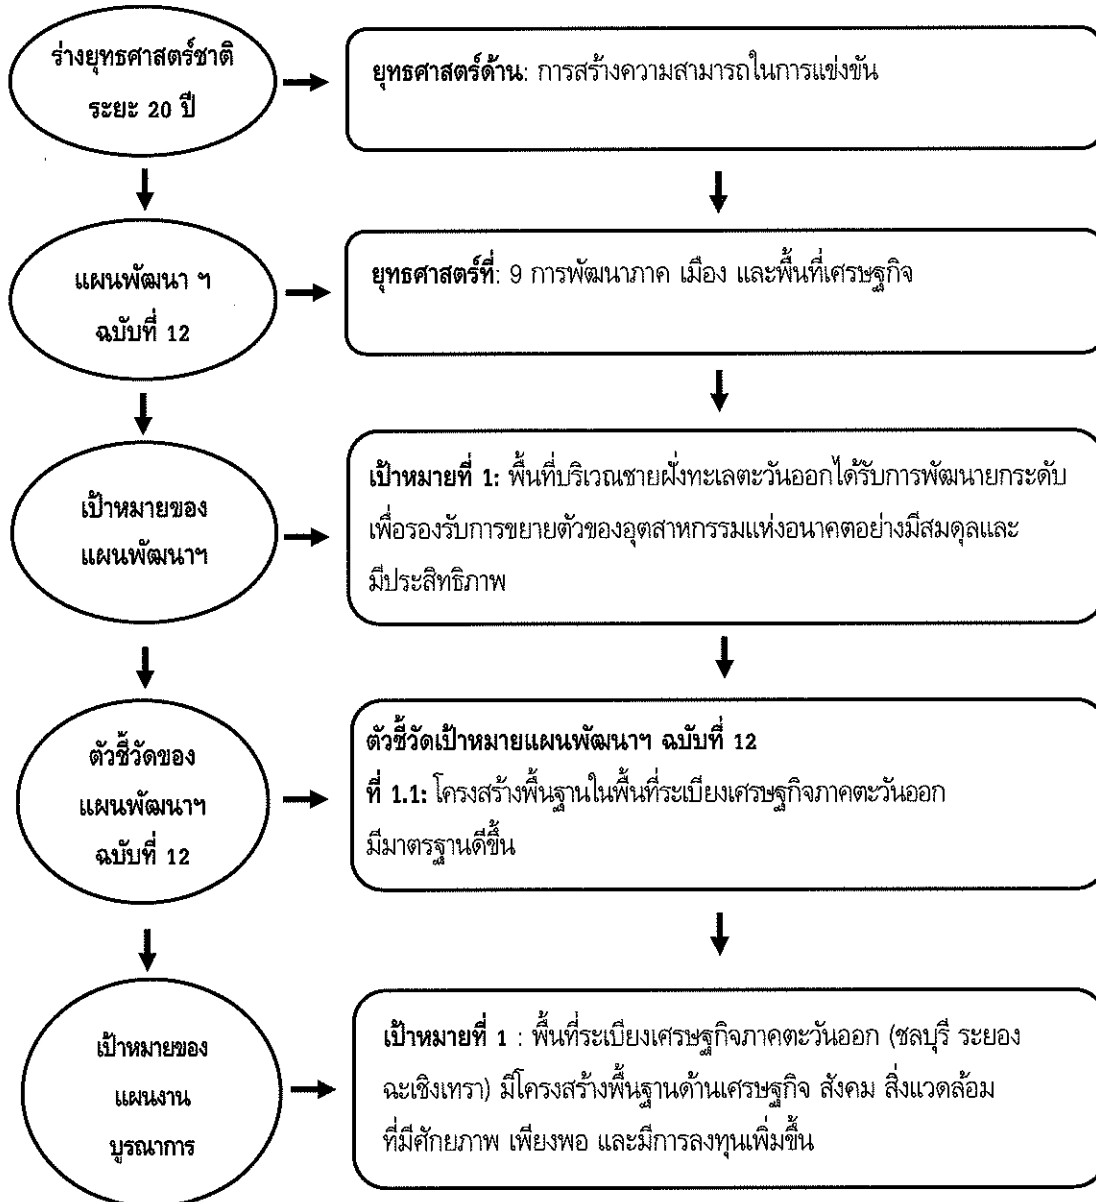 ร่างยุทธศาสตร์ชาติ
ระยะ 20 ปี
ยุทธศาสตร์ด้าน: การสร้างความสามารถในการแข่งขัน
แผนพัฒนา ฯ
ฉบับที่ 12
ยุทธศาสตร์ที่: 9 การพัฒนาภาค เมือง และพื้นที่เศรษฐกิจ
เป้าหมายของ
แผนพัฒนาฯ
เป้าหมายที่ 1: พื้นที่บริเวณชายฝั่งทะเลตะวันออกได้รับการพัฒนายกระดับ
เพื่อรองรับการขยายตัวของอุตสาหกรรมแห่งอนาคตอย่างมีสมดุลและ
มีประสิทธิภาพ
ตัวชี้วัดของ
แผนพัฒนาฯ
ฉบับที่ 12
ตัวชี้วัดเป้าหมายแผนพัฒนาฯ ฉบับที่ 12
ที่ 1.1: โครงสร้างพื้นฐานในพื้นที่ระเบียงเศรษฐกิจภาคตะวันออก
มีมาตรฐานดีขึ้น
เป้าหมายของ
แผนงาน
บูรณาการ
เป้าหมายที่ 1 : พื้นที่ระเบียงเศรษฐกิจภาคตะวันออก (ชลบุรี ระยอง
ฉะเชิงเทรา) มีโครงสร้างพื้นฐานด้านเศรษฐกิจ สังคม สิ่งแวดล้อม
ที่มีศักยภาพ เพียงพอ และมีการลงทุนเพิ่มขึ้น